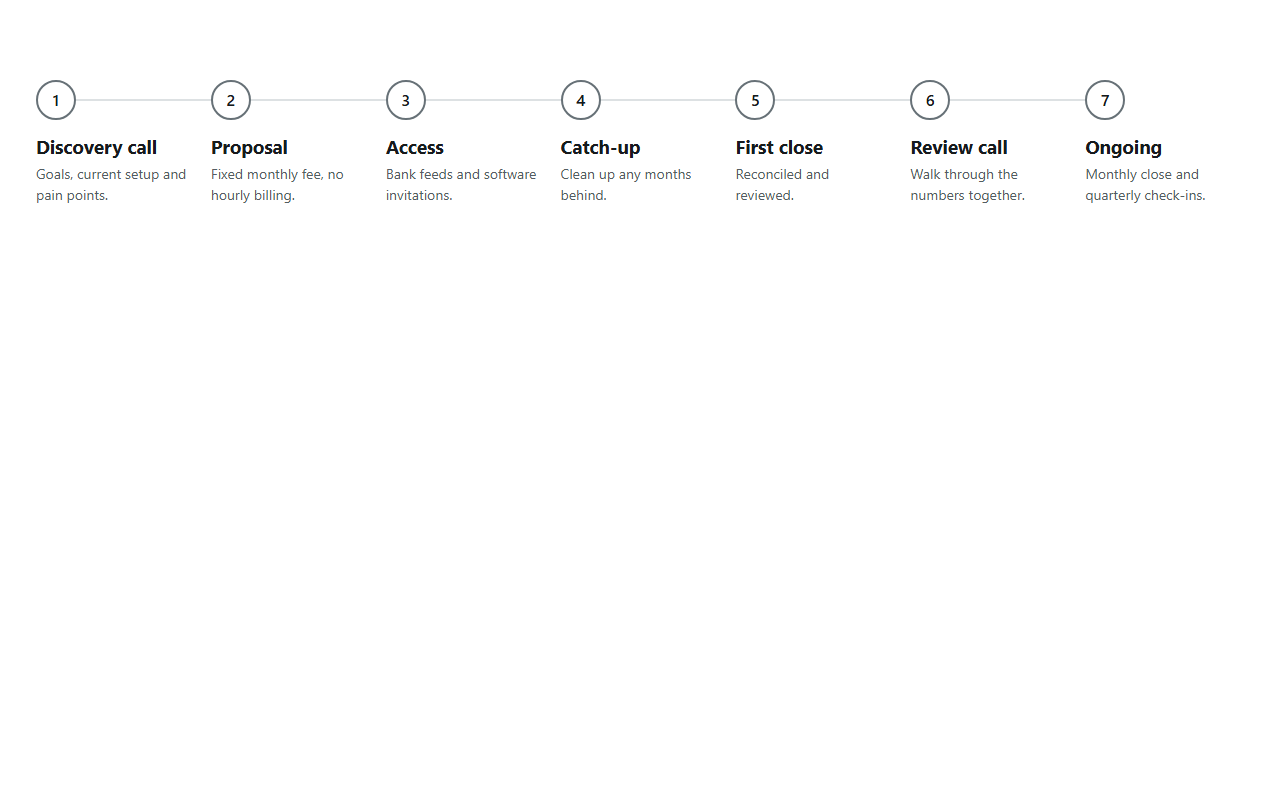 1
Discovery call
Goals, current setup and
pain points.
2
Proposal
Fixed monthly fee, no
hourly billing.
3
Access
Bank feeds and software
invitations.
4
Catch-up
Clean up any months
behind.
5
First close
Reconciled and
reviewed.
6
Review call
Walk through the
numbers together.
7
Ongoing
Monthly close and
quarterly check-ins.